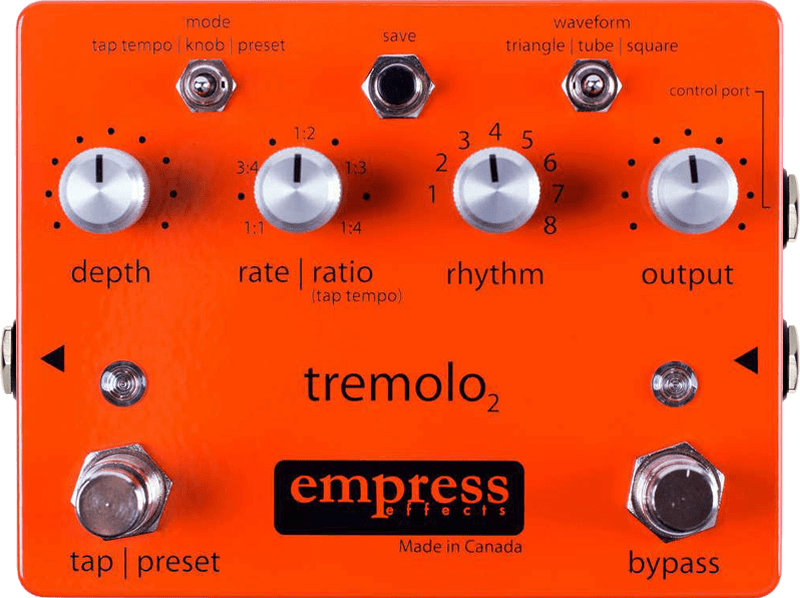 mode
tap tempo | knob | preset
save
waveform
triangle | tube | square
control port
1:2
3:4
1:3
1:1
1:4
1
2
3
4
5
6
7
8
depth
rate | ratio
(tap tempo)
rhythm
output
tremolo2
empress
effects
Made in Canada
tap | preset
bypass